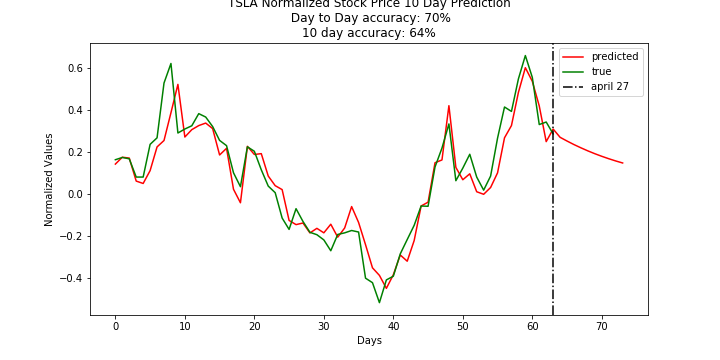 TSLA Normalized Stock Price 10 Day Prediction
Day to Day accuracy: 70%
10 day accuracy: 64%
predicted
true
april 27
Normalized Values
0.6
0.4
0.2
0.0
−0.2
−0.4
0 10 20 30 40 50 60 70
Days